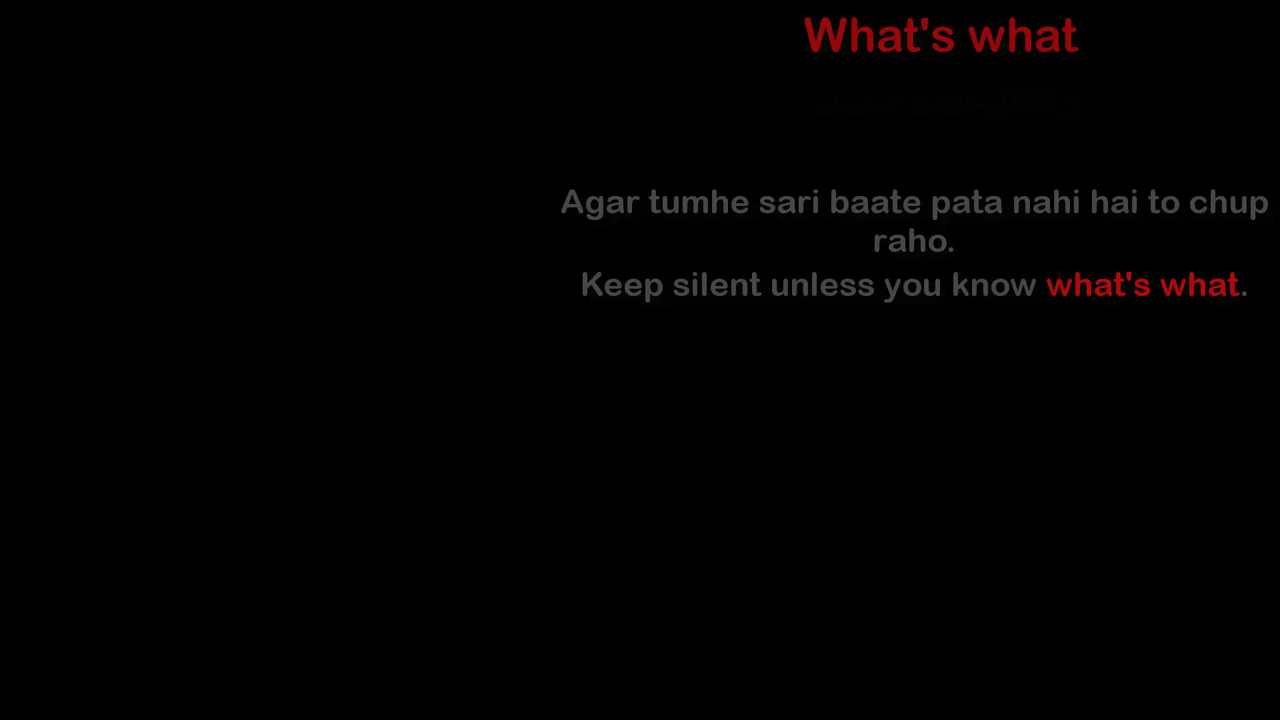 What's what
Agar tumhe sari baate pata nahi hai to chup
raho.
Keep silent unless you know what's what.